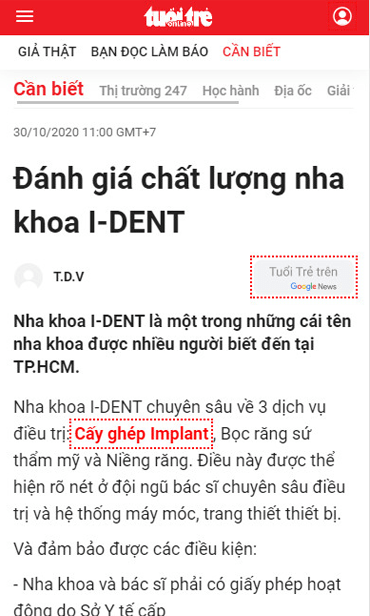 tuổi trẻ
ONLINE
GIẢ THẬT BẠN ĐỌC LÀM BÁO CẦN BIẾT
Cần biết Thị trường 247 Học hành Địa ốc Giải
30/10/2020 11:00 GMT+7
Đánh giá chất lượng nha
khoa I-DENT
T.D.V
Tuổi Trẻ trên
Google News
Nha khoa I-DENT là một trong những cái tên
nha khoa được nhiều người biết đến tại
TP.HCM.
Nha khoa I-DENT chuyên sâu về 3 dịch vụ
điều trị: Cấy ghép Implant, Bọc răng sứ
thẩm mỹ và Niềng răng. Điều này được thể
hiện rõ nét ở đội ngũ bác sĩ chuyên sâu điều
trị và hệ thống máy móc, trang thiết thiết bị.
Và đảm bảo được các điều kiện:
- Nha khoa và bác sĩ phải có giấy phép hoạt
động do Sở Y tế cấp